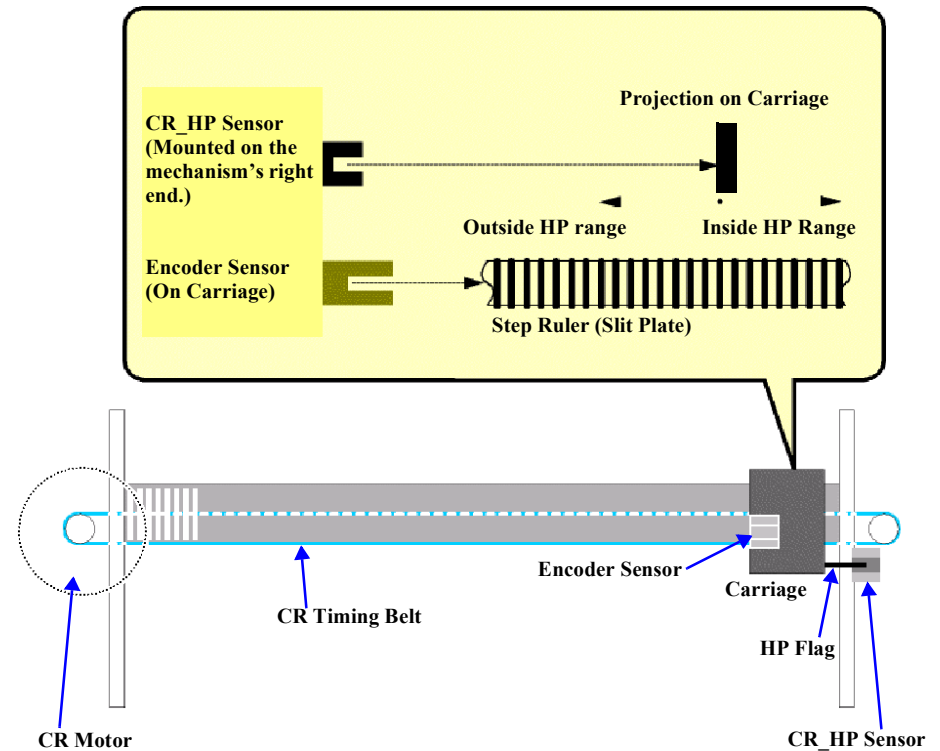 Projection on Carriage
CR_HP Sensor
(Mounted on the
mechanism’s right
end.)
Outside HP range
Inside HP Range
Encoder Sensor
(On Carriage)
Step Ruler (Slit Plate)
Encoder Sensor
Carriage
CR Timing Belt
HP Flag
CR Motor
CR_HP Sensor